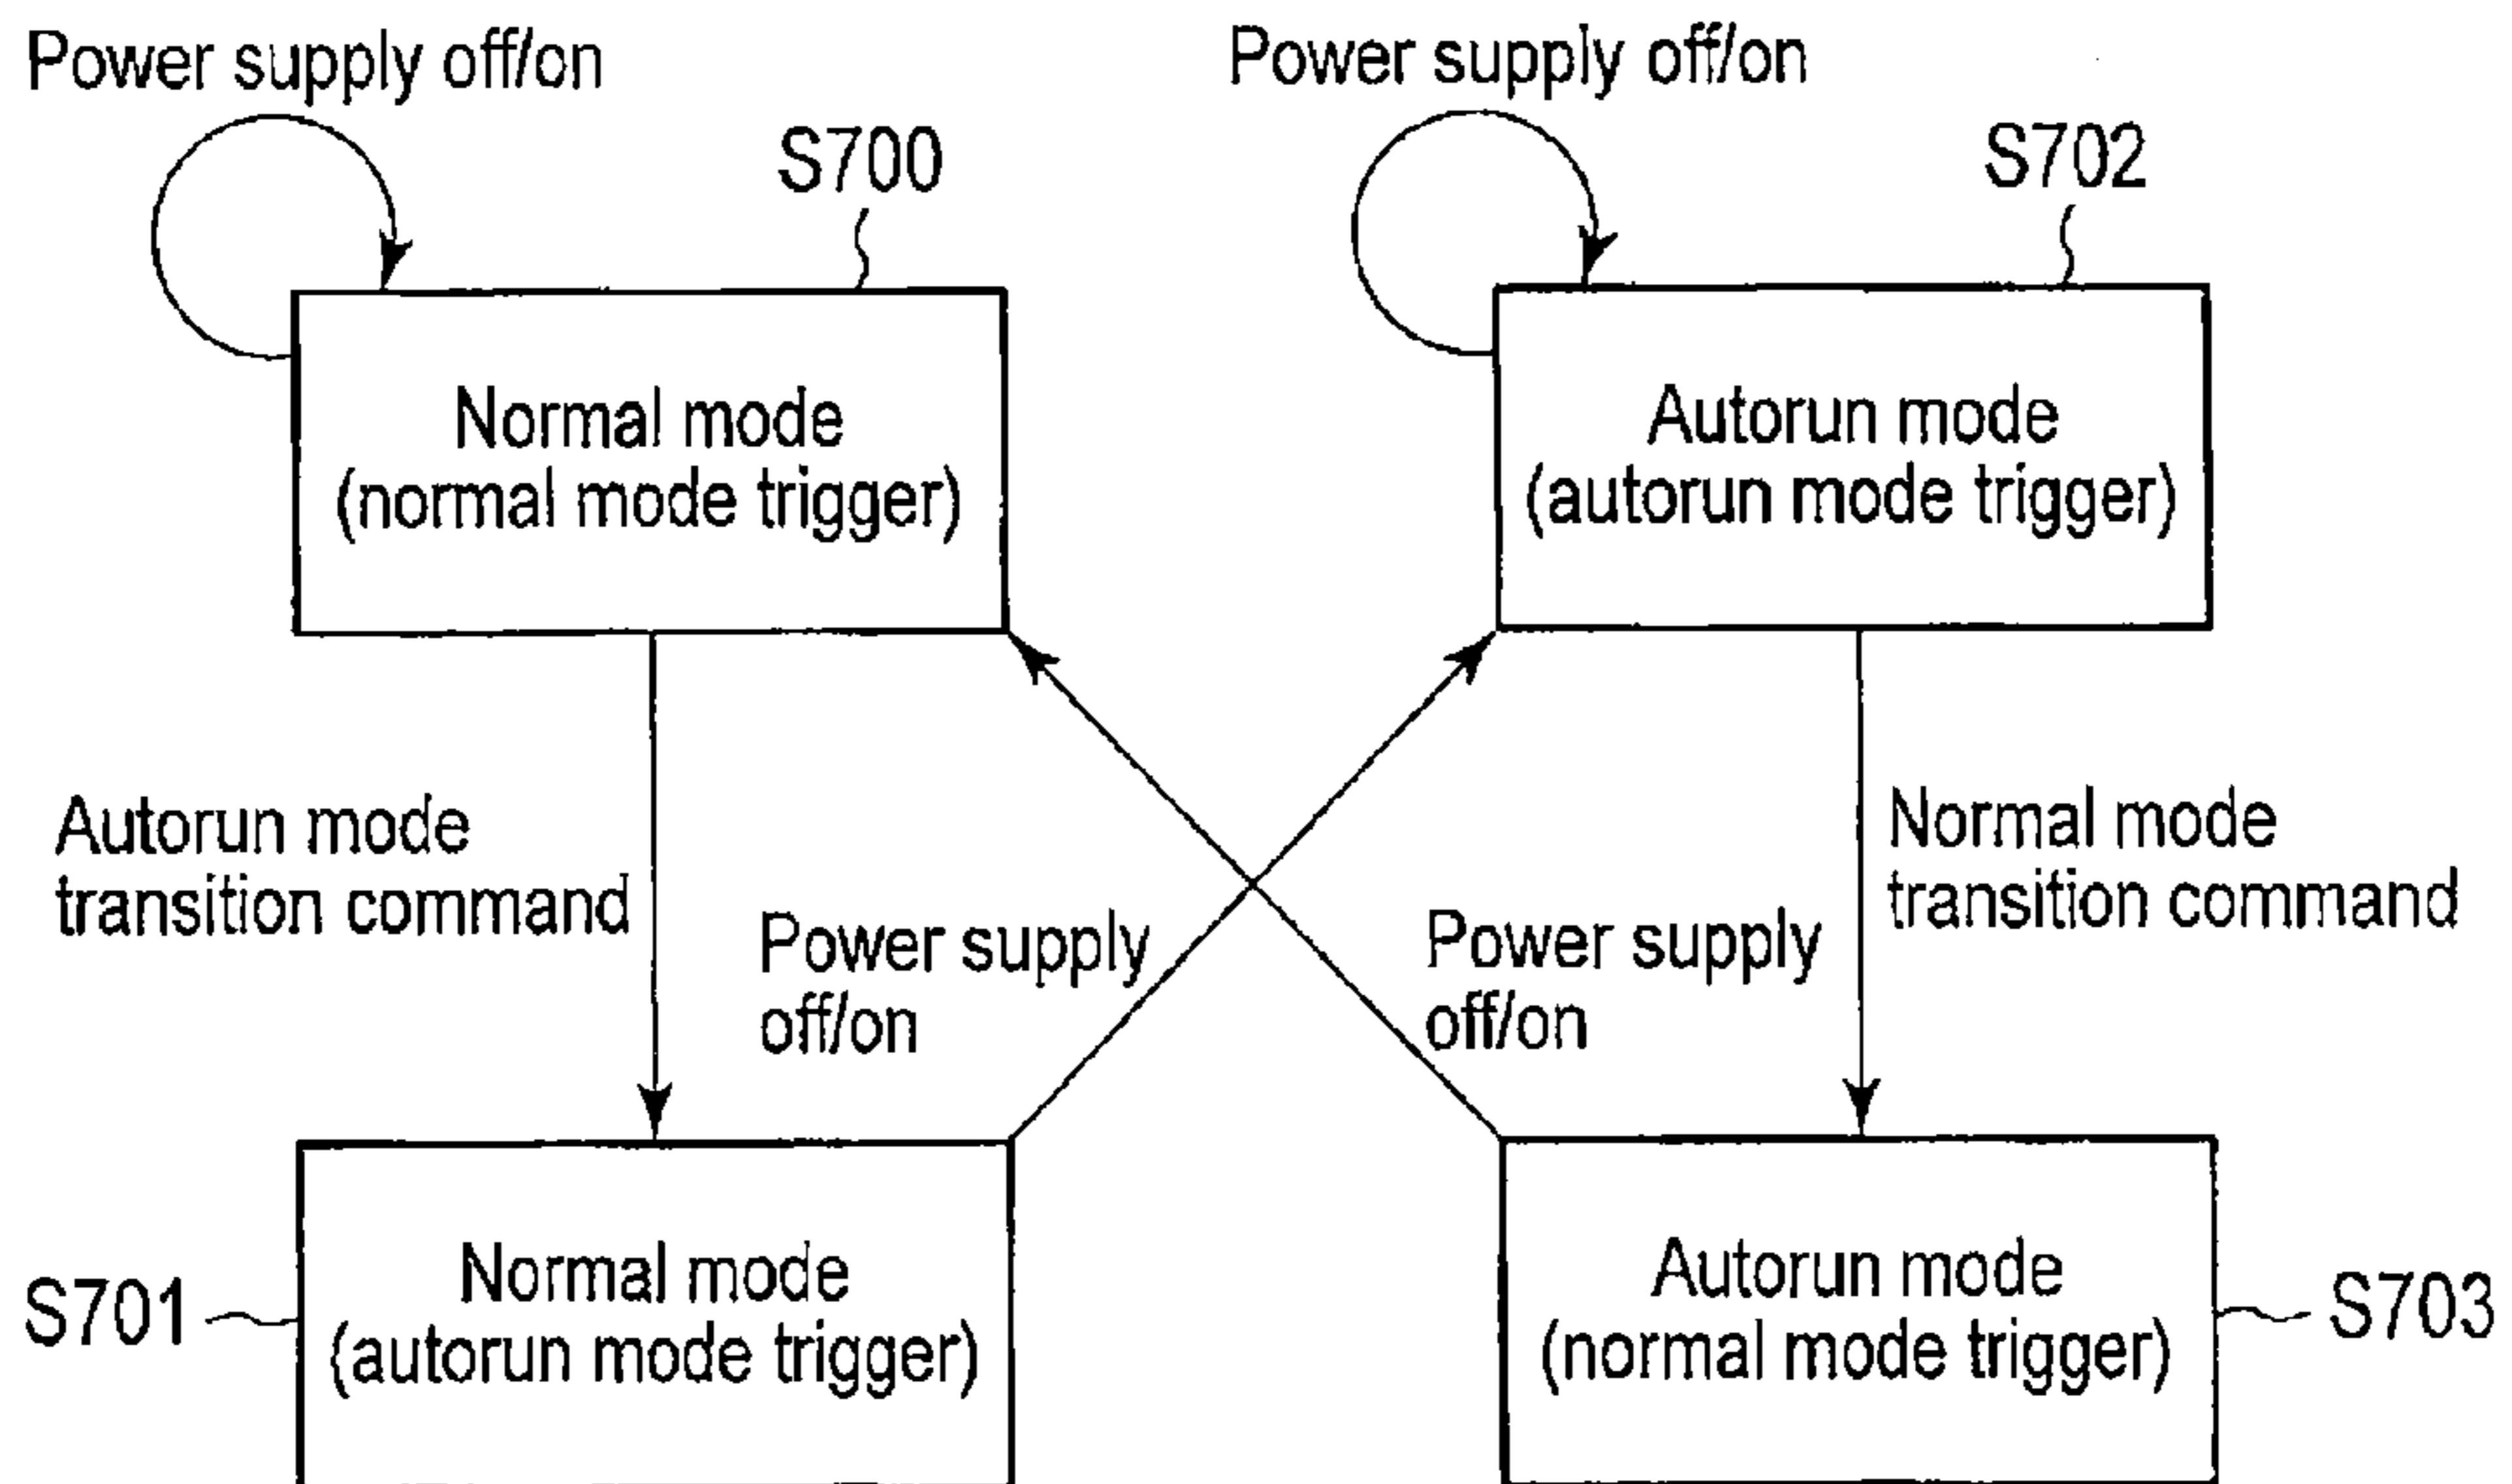 Power supply off/on
Power supply off/on
S700
S702
Normal mode
(normal mode trigger)
Autorun mode
(autorun mode trigger)
Autorun mode
transition command
Power supply
off/on
Power supply
off/on
Normal mode
transition command
S701
Normal mode
(autorun mode trigger)
Autorun mode
(normal mode trigger)
S703